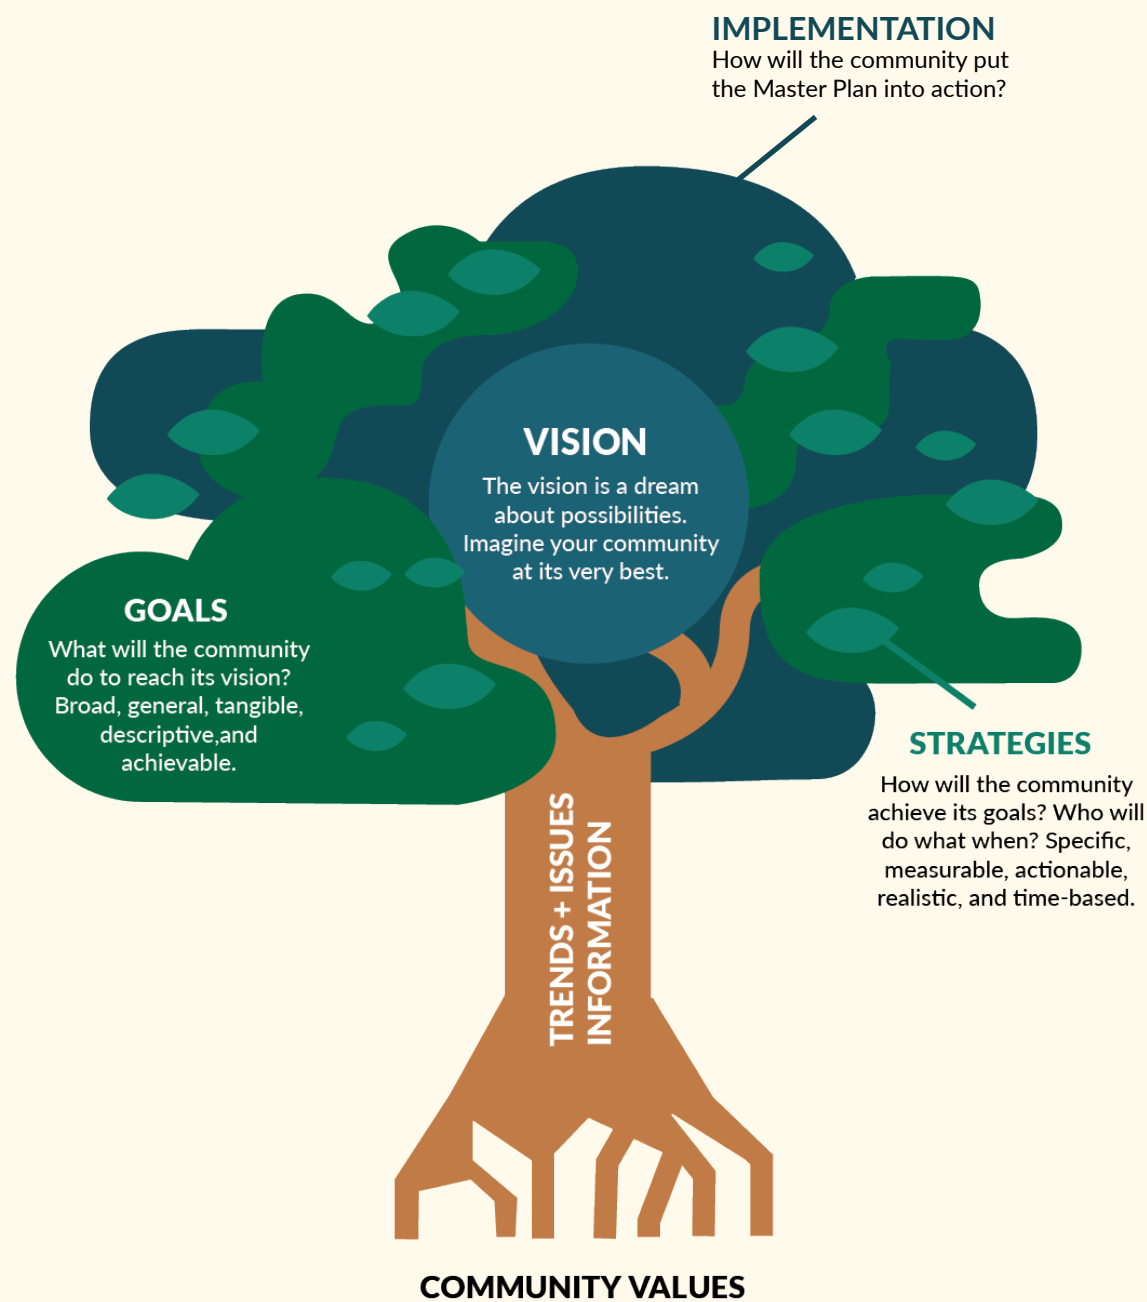 IMPLEMENTATION
How will the community put
the Master Plan into action?
VISION
The vision is a dream
about possibilities.
Imagine your community
at its very best.
GOALS
What will the community
do to reach its vision?
Broad, general, tangible,
descriptive,and
achievable.
STRATEGIES
How will the community
achieve its goals? Who will
do what when? Specific,
measurable, actionable,
realistic, and time-based.
TRENDS + ISSUES
INFORMATION
COMMUNITY VALUES